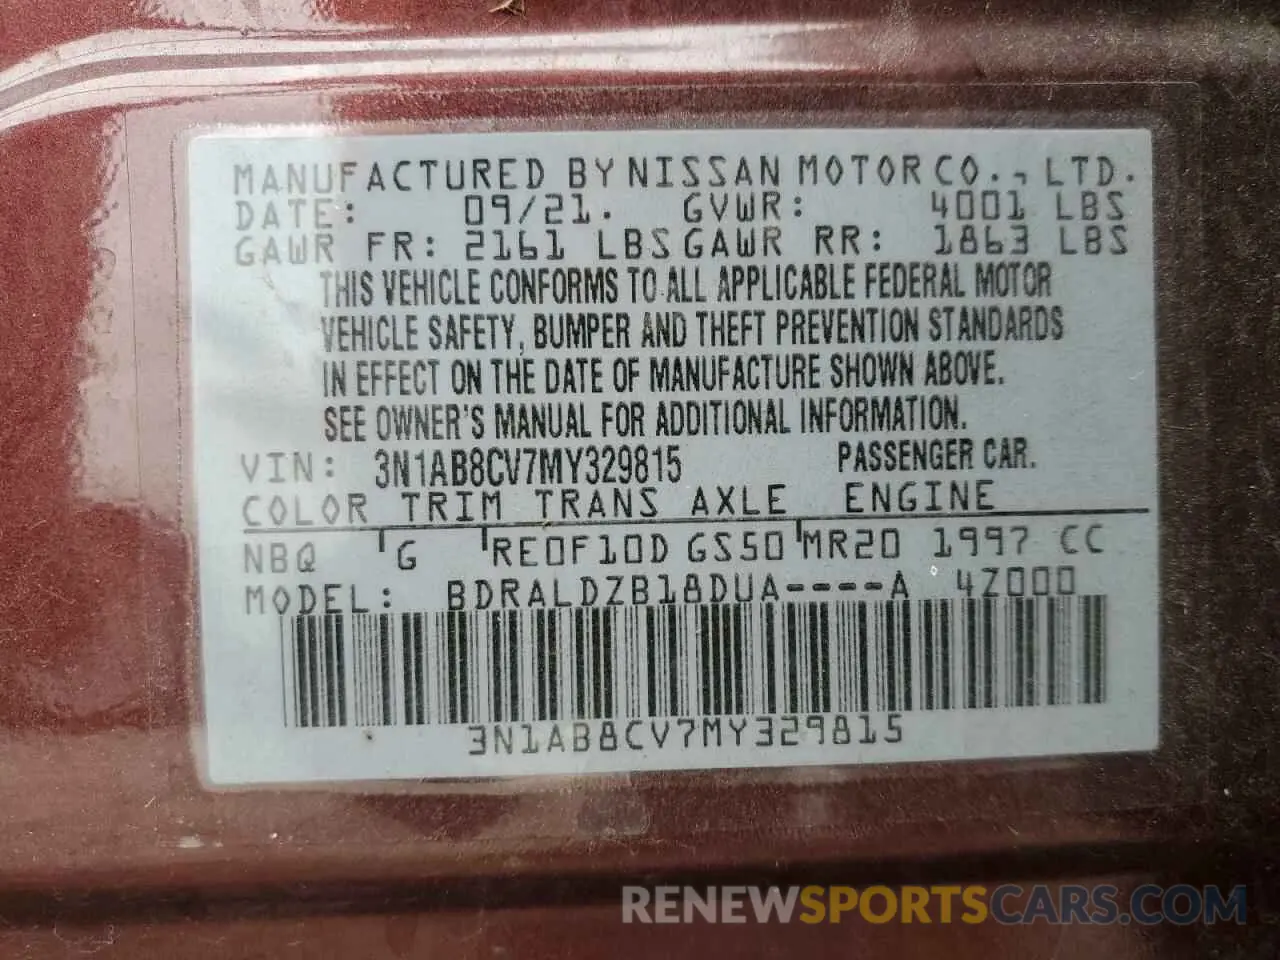 MANUFACTURED BY NISSAN MOTOR CO., LTD.
DATE: 09/21. GVWR: 4001 LBS
GAWR FR: 2161 LBS GAWR RR: 1863 LBS
THIS VEHICLE CONFORMS TO ALL APPLICABLE FEDERAL MOTOR
VEHICLE SAFETY, BUMPER AND THEFT PREVENTION STANDARDS
IN EFFECT ON THE DATE OF MANUFACTURE SHOWN ABOVE.
SEE OWNER'S MANUAL FOR ADDITIONAL INFORMATION.
VIN: 3N1AB8CV7MY329815 PASSENGER CAR.
COLOR TRIM TRANS AXLE ENGINE
NBQ G RE0F10D GS50 MR20 1997 CC
MODEL: BDRALDZB18DUA----A 4Z000
3N1AB8CV7MY329815
RENEWSPORTSCARS.COM